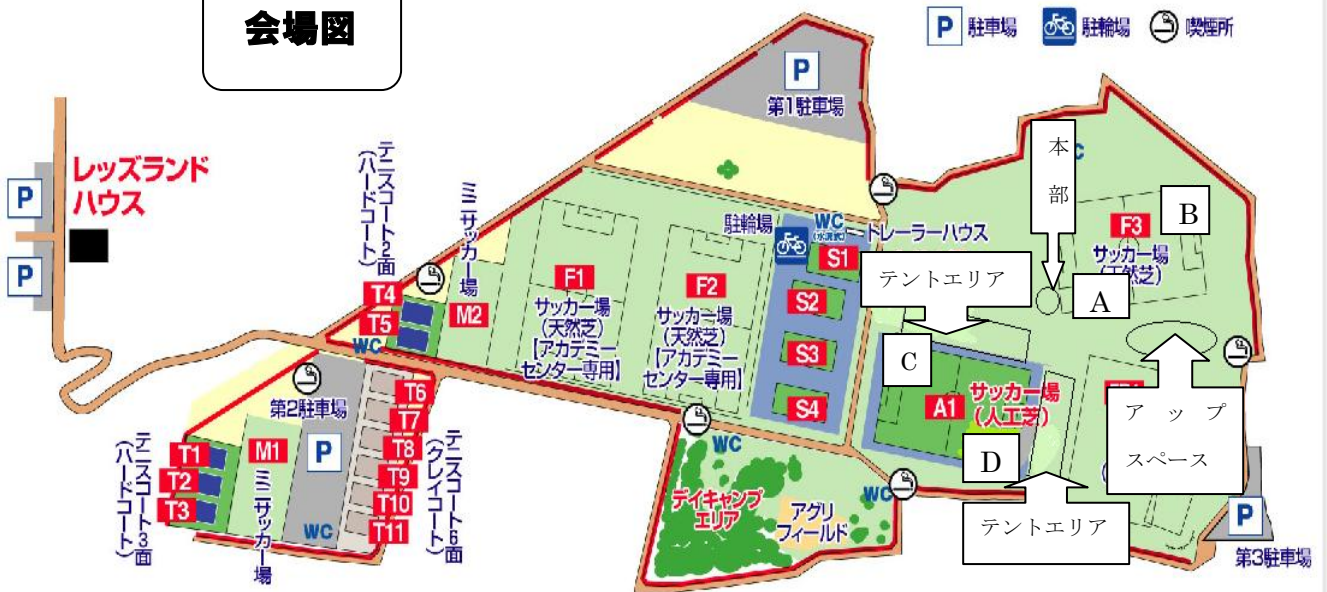 会場図
P 駐車場
駐輪場
喫煙所
P
第1駐車場
レッズランド
ハウス
P
P
テニスコート2面
(ハードコート)
ミニサッカー場
T4
T5
M2
WC
F1
サッカー場
(天然芝)
【アカデミー
センター専用】
F2
サッカー場
(天然芝)
【アカデミー
センター専用】
駐輪場
WC
トレーラーハウス
S1
S2
S3
S4
テントエリア
C
A1
サッカー場
(人工芝)
D
テントエリア
本部
A
B
F3
サッカー場
(天然芝)
アップ
スペース
P
第3駐車場
第2駐車場
P
WC
T1
T2
T3
M1
ミニサッカー場
テニスコート3面
(ハードコート)
T6
T7
T8
T9
T10
T11
テニスコート6面
(クレイコート)
WC
デイキャンプ
エリア
アグリ
フィールド
WC